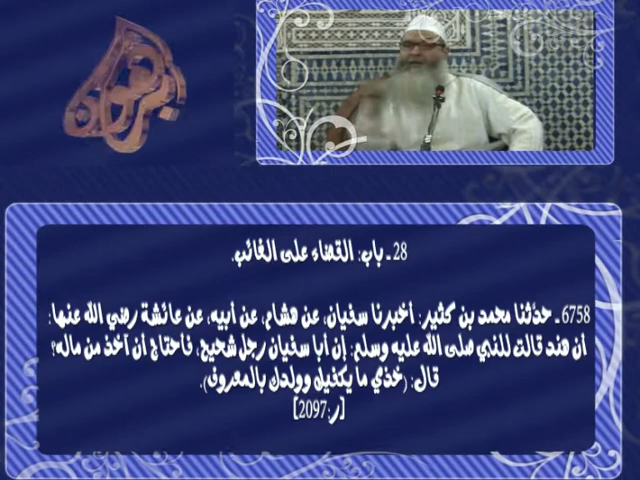 28 ـ باب: القضاء على الغائب.
6758 ـ حدَّثنا محمد بن كثير: أخبرنا سفيان، عن هشام، عن أبيه، عن عائشة رضي الله عنها:
أن هند قالت للنبي صلى الله عليه وسلم: إن أبا سفيان رجل شحيح، فأحتاج أن آخذ من ماله؟
قال: (خذي ما يكفيك وولدك بالمعروف).
[ر:2097]